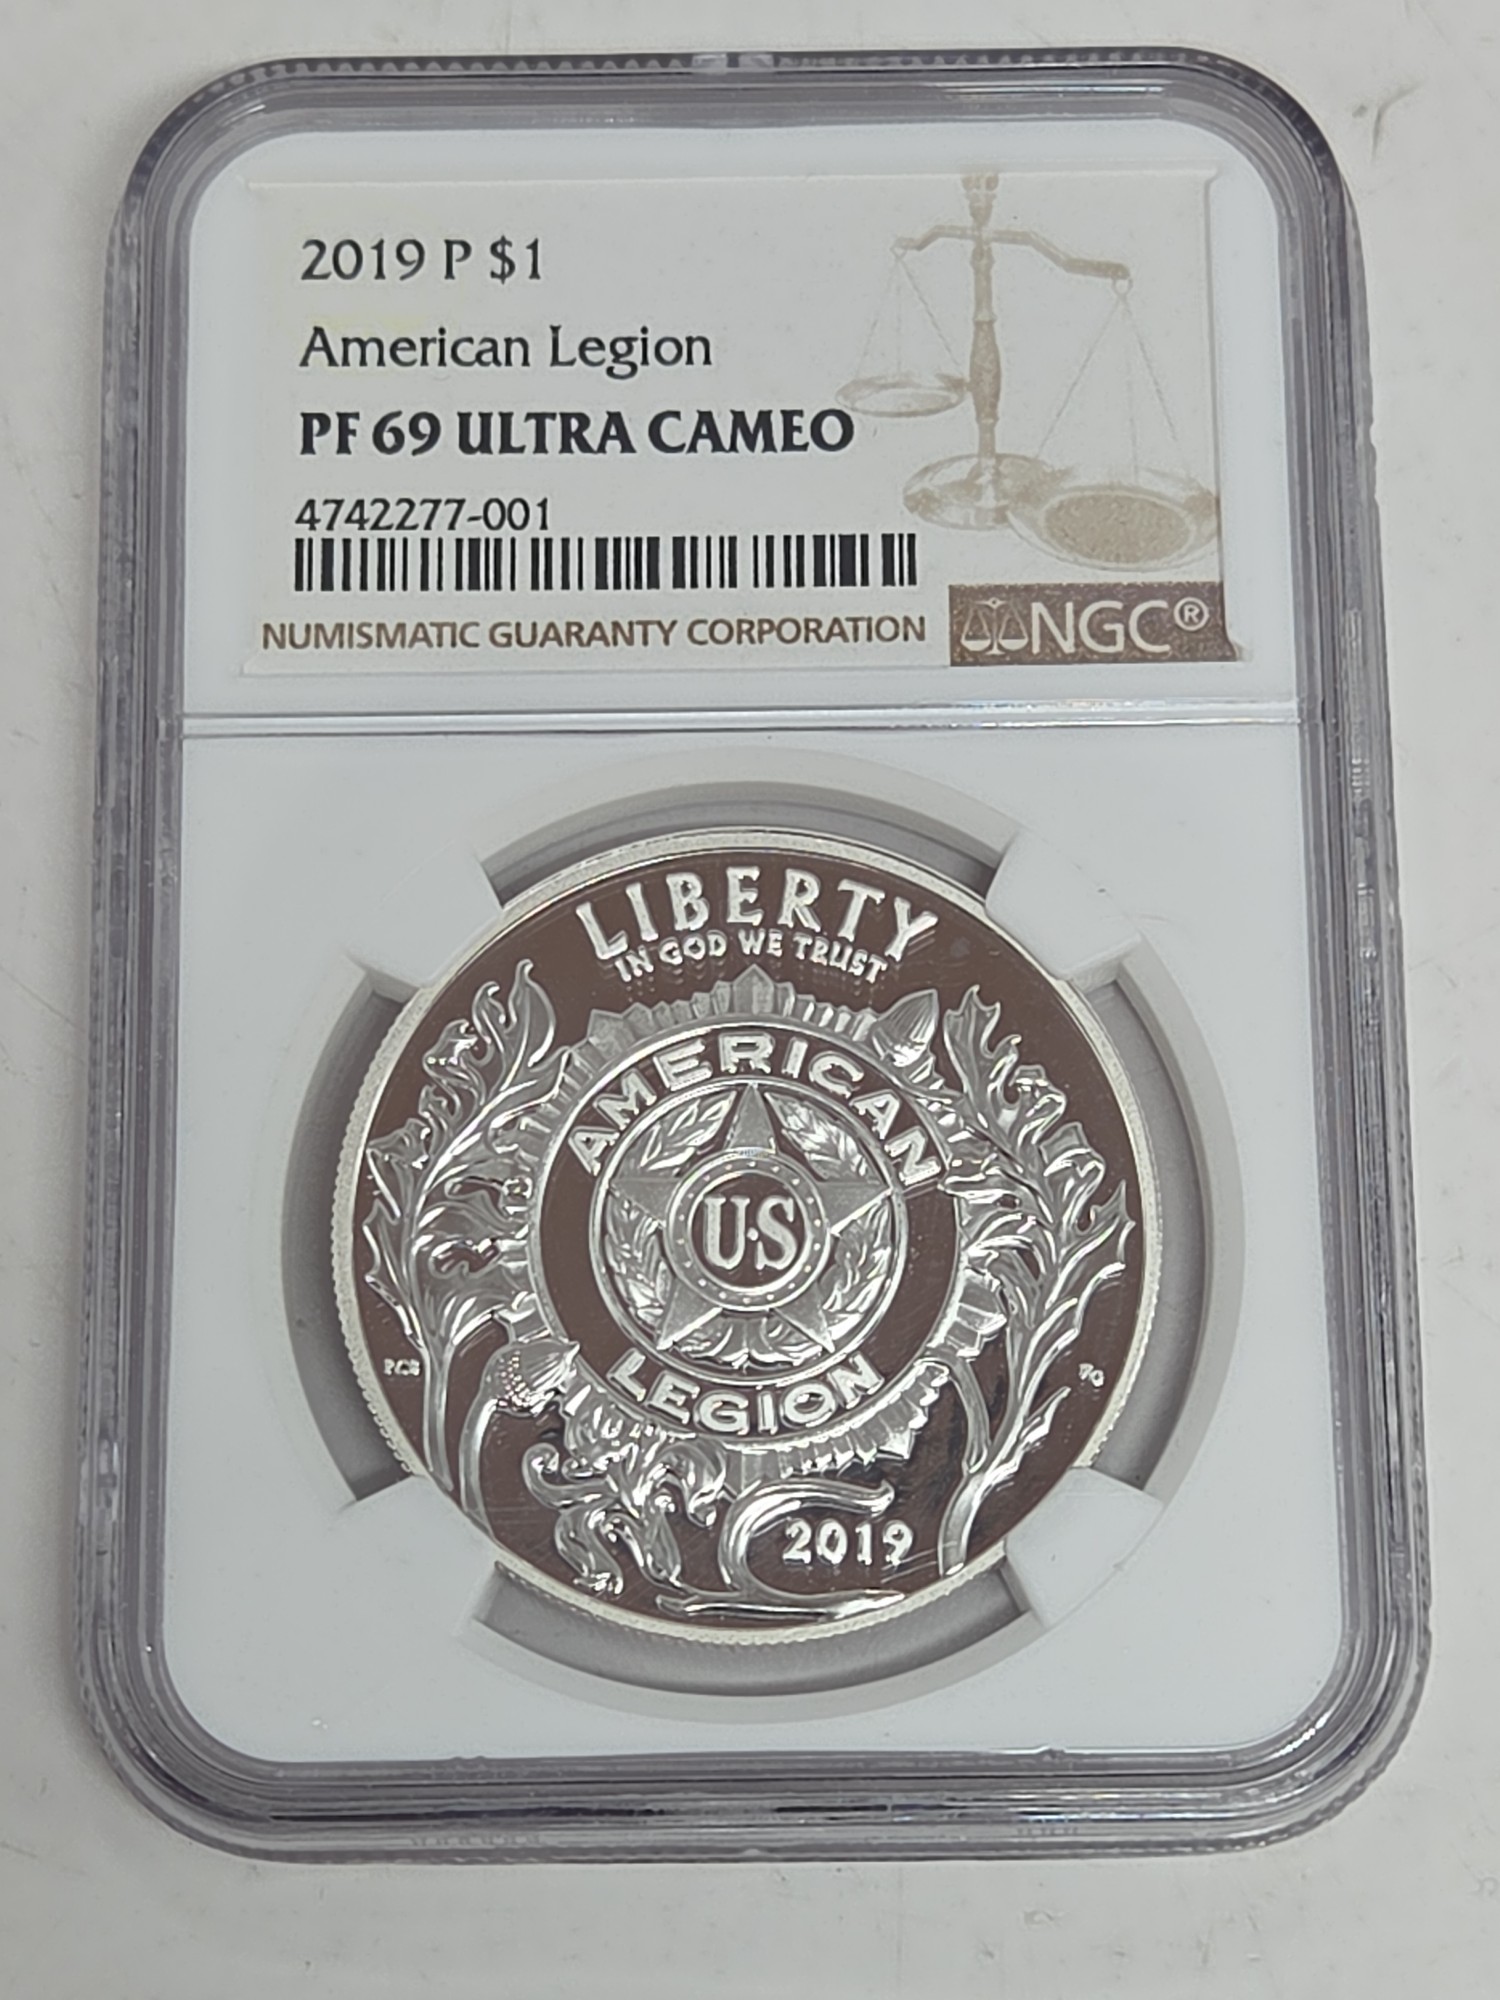 2019 P $1
American Legion
PF 69 ULTRA CAMEO
4742277-001
NUMISMATIC GUARANTY CORPORATION
NGC®
LIBERTY
IN GOD WE TRUST
AMERICAN
U·S
LEGION
PCB
2019